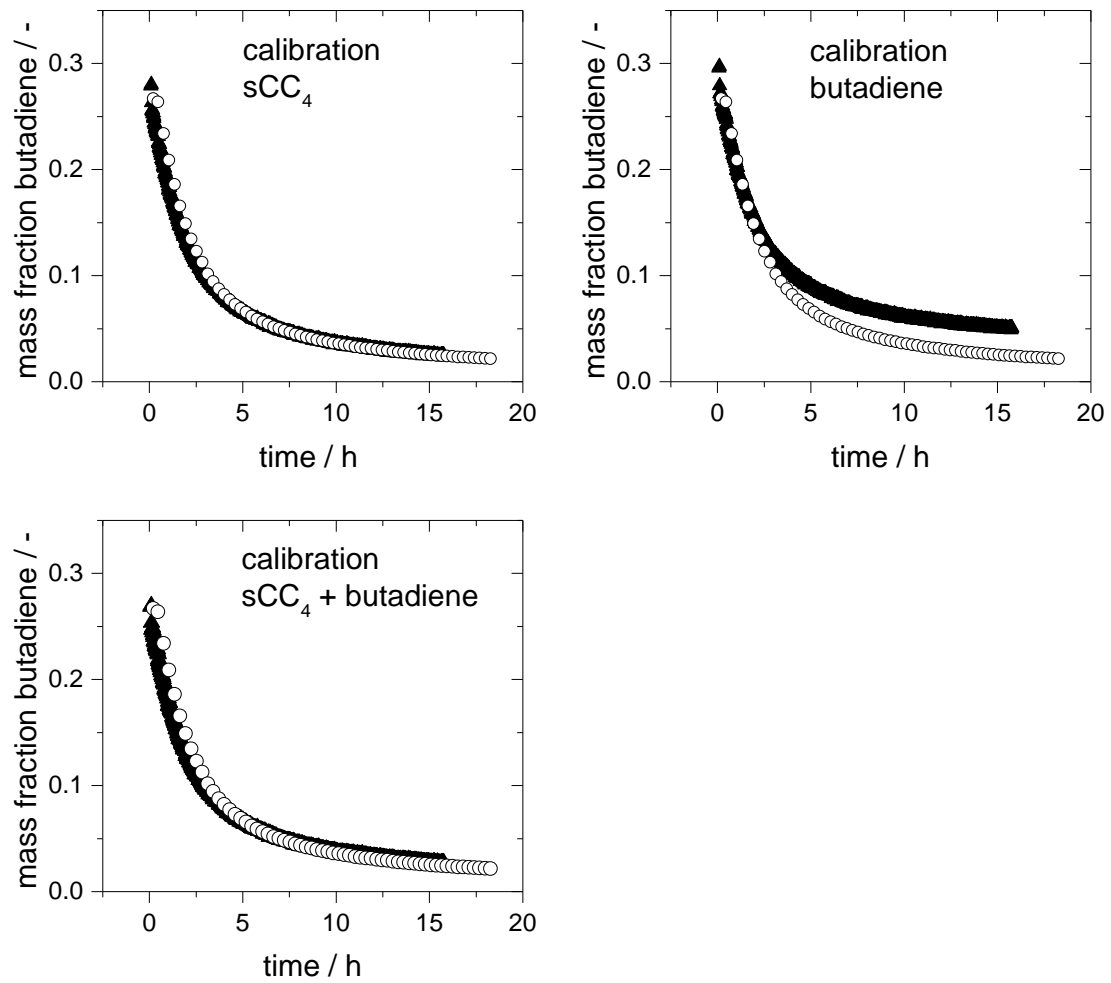 calibration
sCC₄
mass fraction butadiene / -
0.3
0.2
0.1
0.0
0 5 10 15 20
time / h
calibration
butadiene
mass fraction butadiene / -
0.3
0.2
0.1
0.0
0 5 10 15 20
time / h
calibration
sCC₄ + butadiene
mass fraction butadiene / -
0.3
0.2
0.1
0.0
0 5 10 15 20
time / h